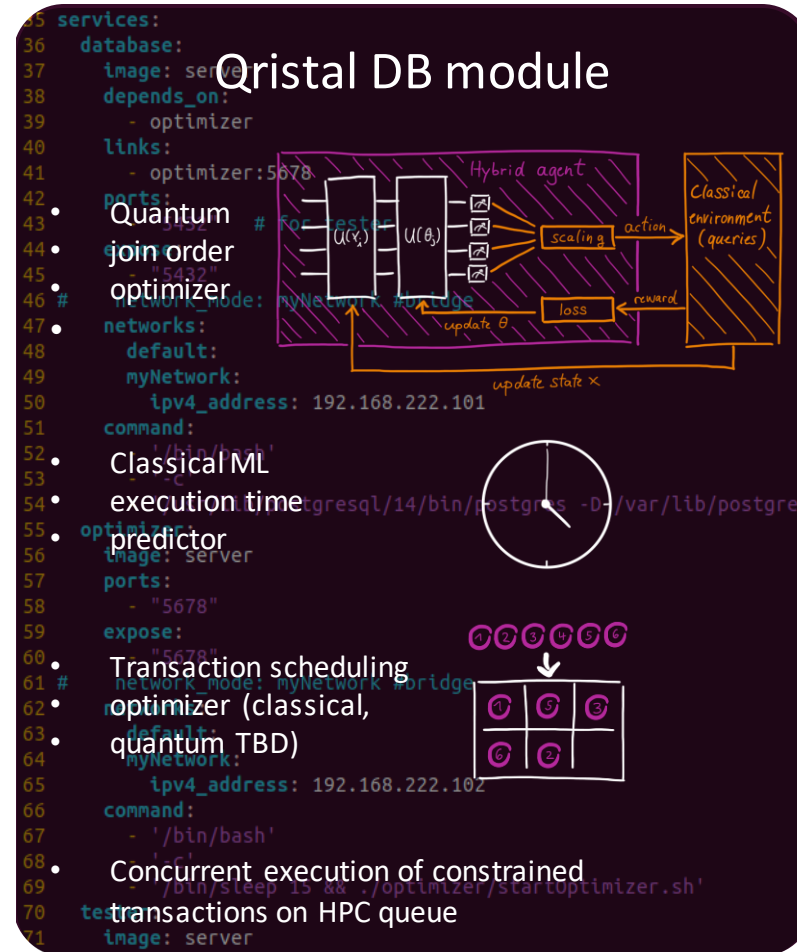 Qristal DB module
35 services:
36 database:
37 image: server
38 depends_on:
39 - optimizer
40 links:
41 - optimizer:5678
42 ports:
43 - "5432" # for tester
44 expose:
45 - "5432"
46 # network_mode: myNetwork #bridge
47 networks:
48 default:
49 myNetwork:
50 ipv4_address: 192.168.222.101
51 command:
52 - '/bin/bash'
53 - '-c'
54 postgresql/14/bin/postgres -D /var/lib/postgre
55 optimizer:
56 image: server
57 ports:
58 - "5678"
59 expose:
60 - "5678"
61 # network_mode: myNetwork #bridge
62 networks:
63 default:
64 myNetwork:
65 ipv4_address: 192.168.222.102
66 command:
67 - '/bin/bash'
68 - '-c'
69 - '/bin/sleep 15 && ./optimizer/startOptimizer.sh'
70 tester:
71 image: server
• Quantum
• join order
• optimizer
•
Hybrid agent
U(x_i)
U(θ_j)
scaling
action
Classical
environment
(queries)
loss
reward
update θ
update state x
• Classical ML
• execution time
• predictor
• Transaction scheduling
• optimizer (classical,
• quantum TBD)
1 2 3 4 5 6
1 5 3
6 2
• Concurrent execution of constrained
transactions on HPC queue